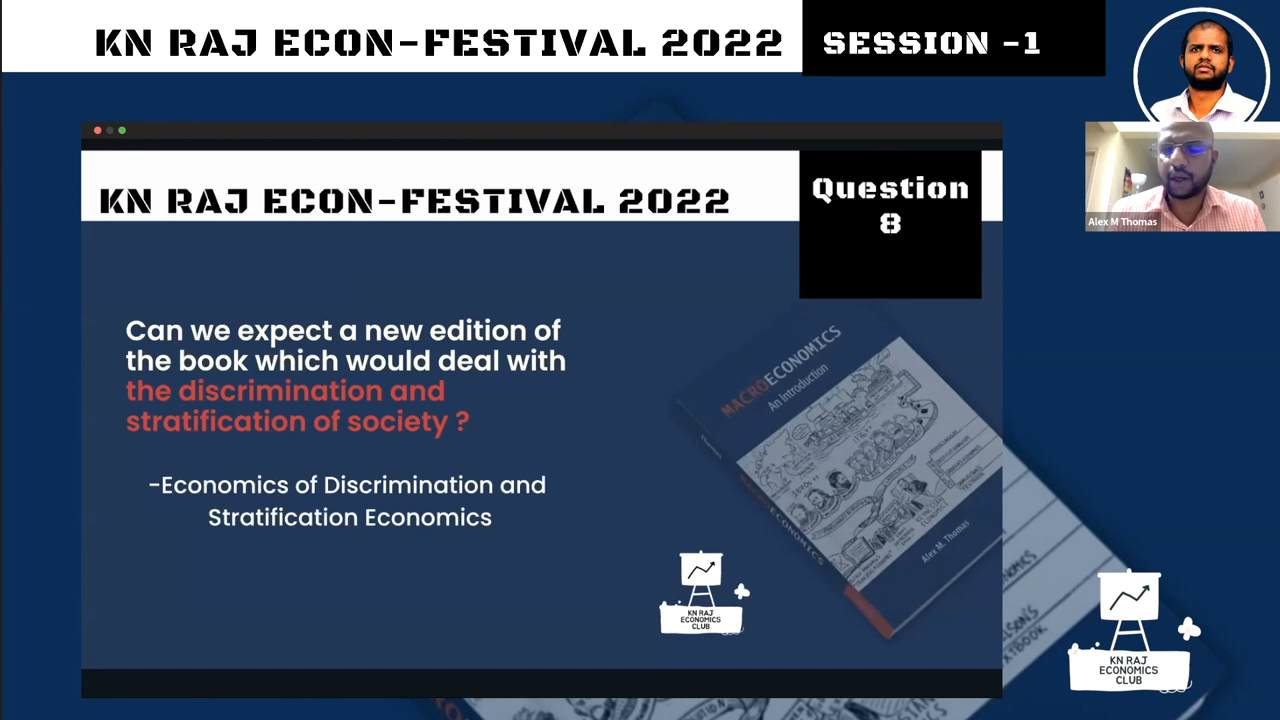 KN RAJ ECON-FESTIVAL 2022
SESSION -1
Alex M Thomas
KN RAJ ECON-FESTIVAL 2022
Question
8
Can we expect a new edition of
the book which would deal with
the discrimination and
stratification of society ?
-Economics of Discrimination and
Stratification Economics
MACROECONOMICS
An Introduction
Alex M. Thomas
KN RAJ
ECONOMICS
CLUB
KN RAJ
ECONOMICS
CLUB